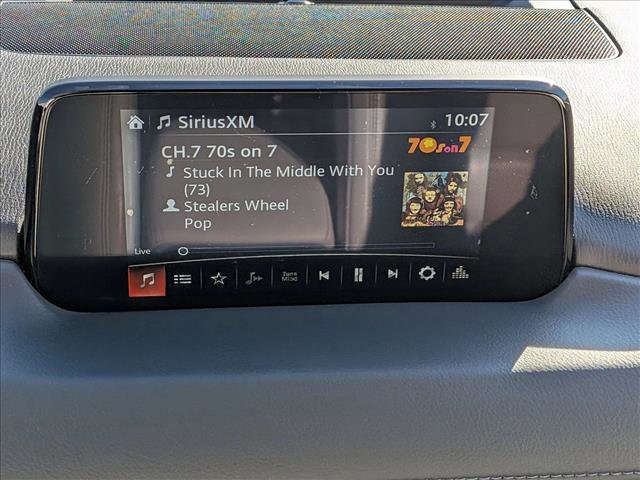 SiriusXM 10:07
CH.7 70s on 7 70s on 7
Stuck In The Middle With You
(73)
Stealers Wheel
Pop
Live
Tune
Mix